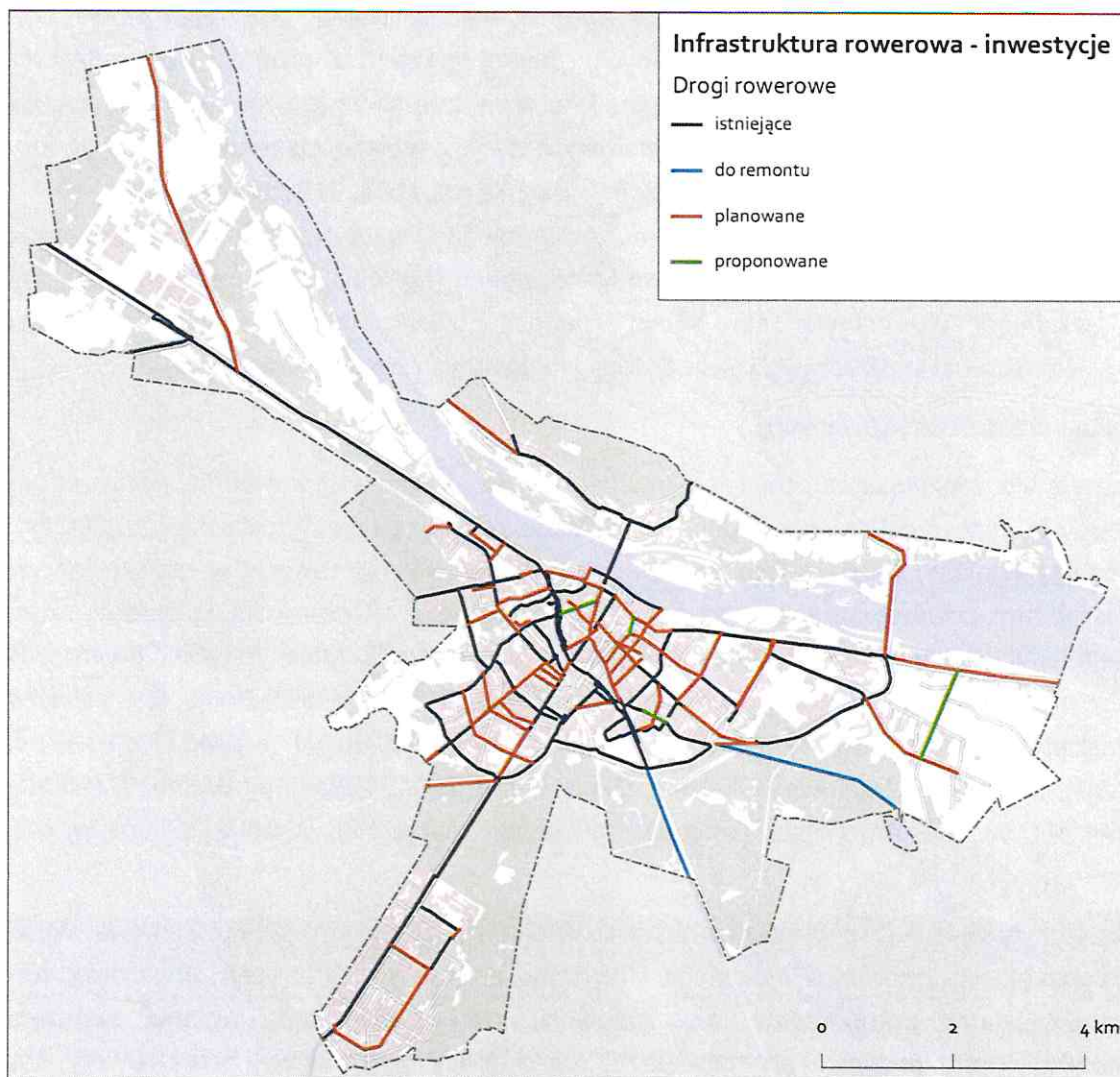 Infrastruktura rowerowa - inwestycje
Drogi rowerowe
istniejące
do remontu
planowane
proponowane
0 2 4 km